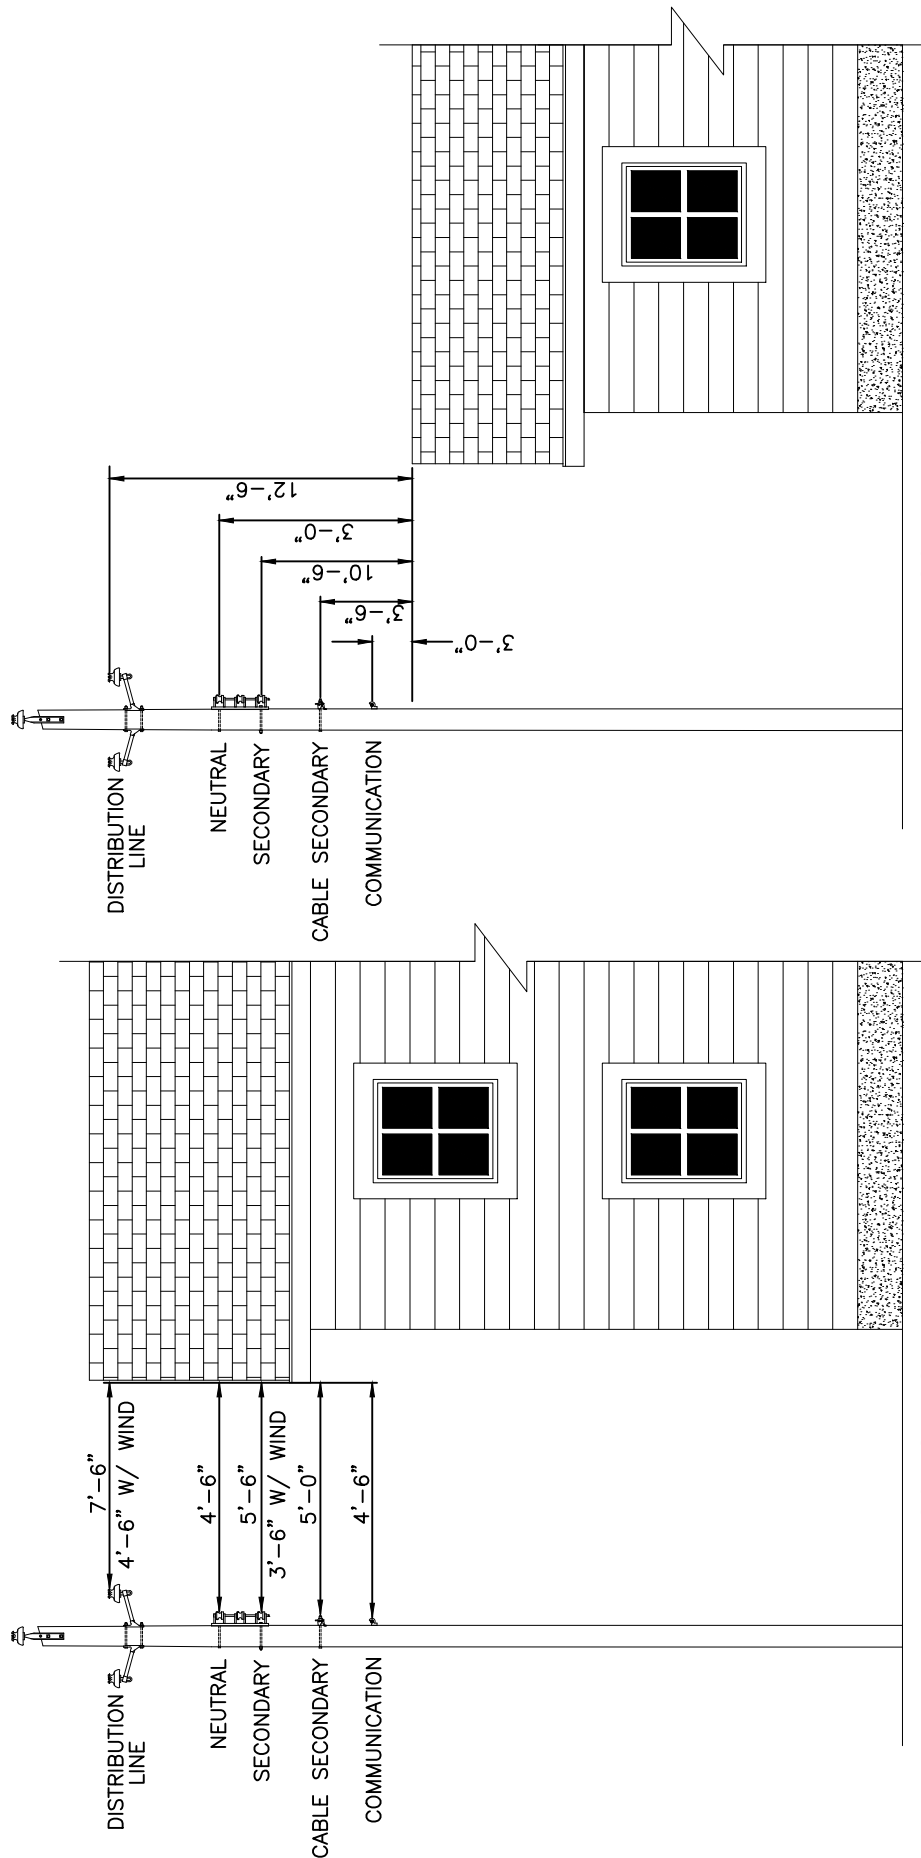 7'-6"
4'-6" W/ WIND
4'-6"
5'-6"
3'-6" W/ WIND
5'-0"
4'-6"
DISTRIBUTION
LINE
NEUTRAL
SECONDARY
CABLE SECONDARY
COMMUNICATION
12'-6"
3'-0"
10'-6"
3'-6"
3'-0"
DISTRIBUTION
LINE
NEUTRAL
SECONDARY
CABLE SECONDARY
COMMUNICATION